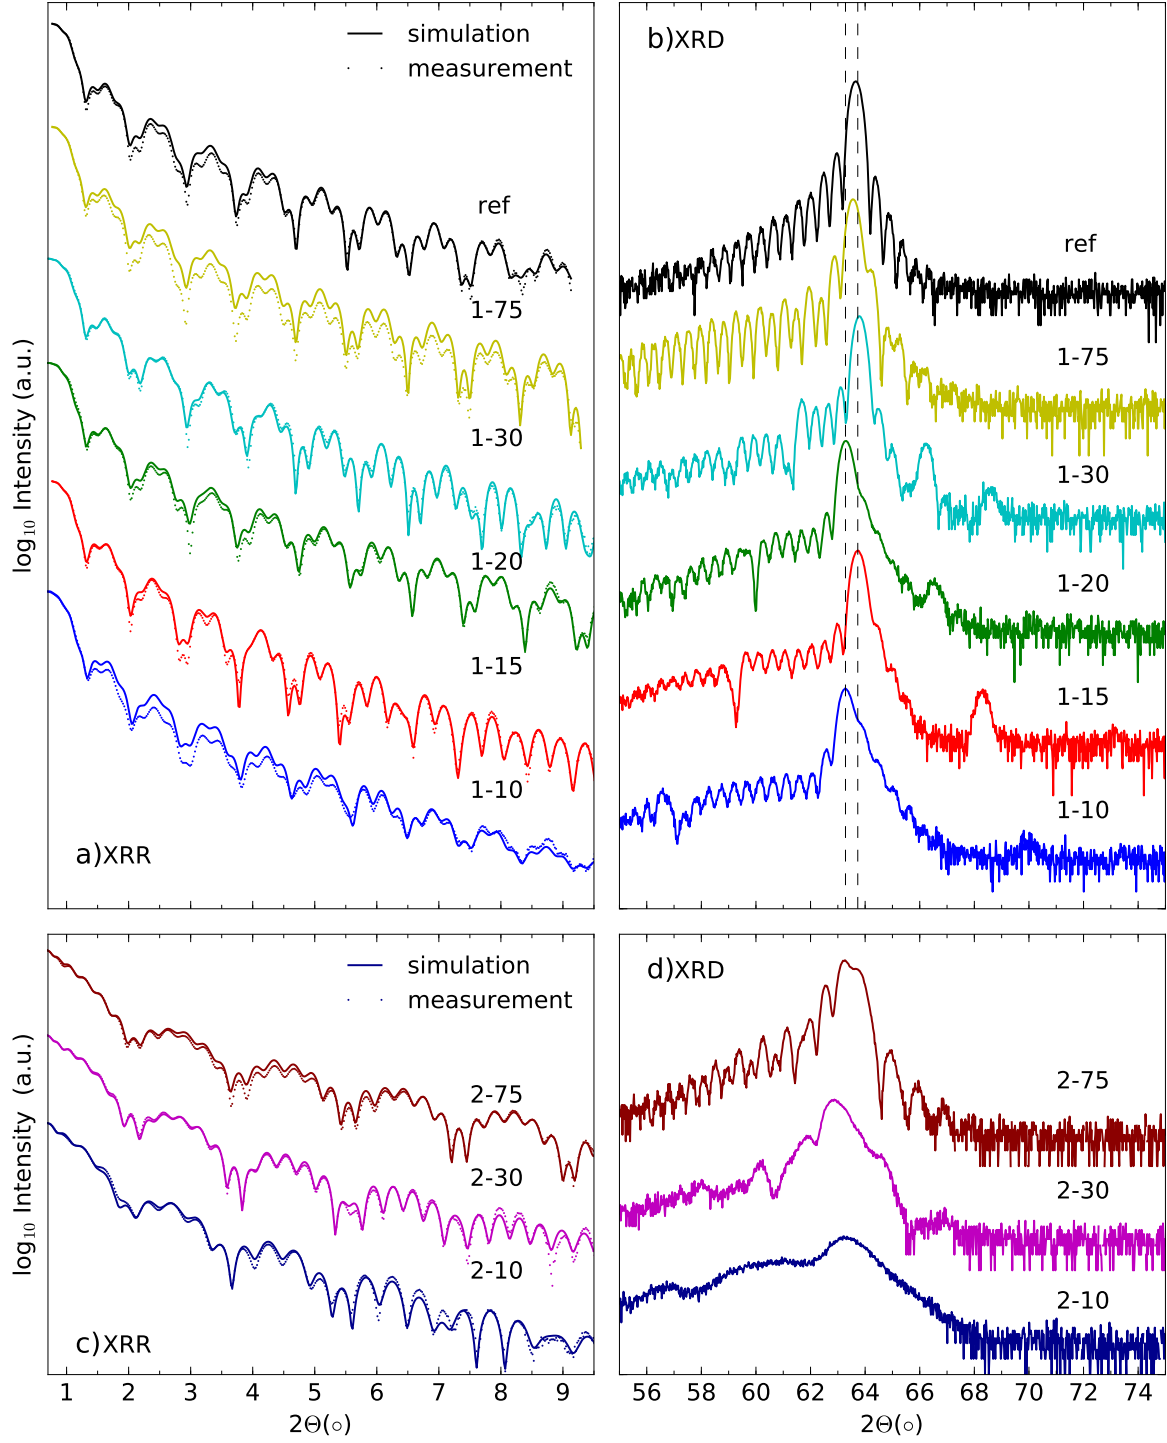 simulation
measurement
ref
1-75
1-30
1-20
1-15
1-10
a)XRR
log₁₀ Intensity (a.u.)
b)XRD
ref
1-75
1-30
1-20
1-15
1-10
simulation
measurement
2-75
2-30
2-10
c)XRR
log₁₀ Intensity (a.u.)
1 2 3 4 5 6 7 8 9
2Θ(○)
d)XRD
2-75
2-30
2-10
56 58 60 62 64 66 68 70 72 74
2Θ(○)